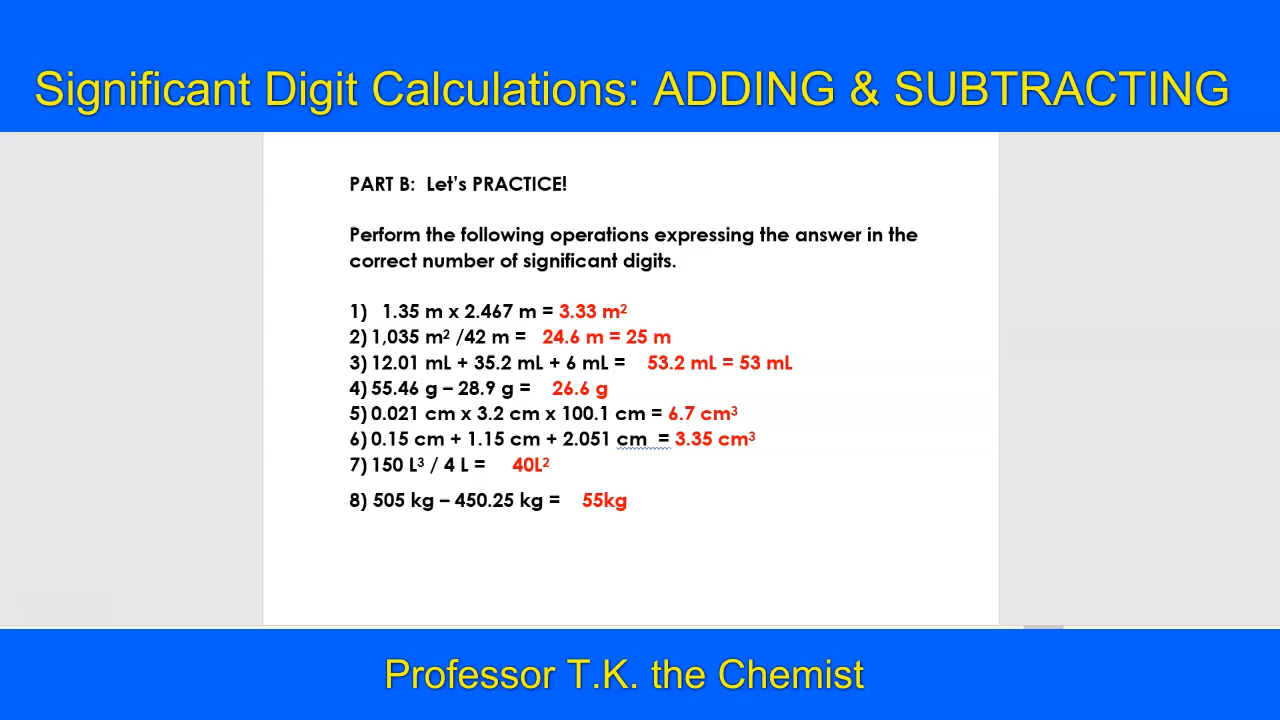 Significant Digit Calculations: ADDING & SUBTRACTING
PART B: Let's PRACTICE!
Perform the following operations expressing the answer in the
correct number of significant digits.
1) 1.35 m x 2.467 m = 3.33 m²
2) 1,035 m² /42 m = 24.6 m = 25 m
3) 12.01 mL + 35.2 mL + 6 mL = 53.2 mL = 53 mL
4) 55.46 g – 28.9 g = 26.6 g
5) 0.021 cm x 3.2 cm x 100.1 cm = 6.7 cm³
6) 0.15 cm + 1.15 cm + 2.051 cm = 3.35 cm³
7) 150 L³ / 4 L = 40L²
8) 505 kg – 450.25 kg = 55kg
Professor T.K. the Chemist